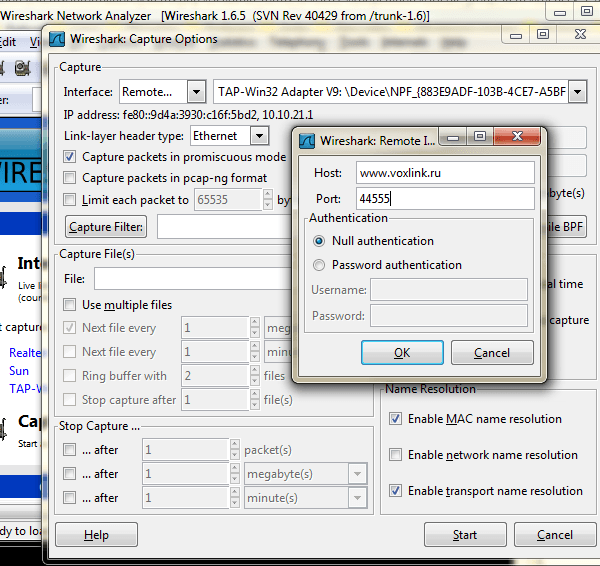 Wireshark Network Analyzer [Wireshark 1.6.5 (SVN Rev 40429 from /trunk-1.6)]
Edit
Wireshark: Capture Options
Capture
Interface: Remote... TAP-Win32 Adapter V9: \Device\NPF_{883E9ADF-103B-4CE7-A5BF
IP address: fe80::9d4a:3930:c16f:5bd2, 10.10.21.1
Link-layer header type: Ethernet
Capture packets in promiscuous mode
Capture packets in pcap-ng format
Limit each packet to 65535
byte(s)
Capture Filter:
ile BPF
Wireshark: Remote I...
Host: www.voxlink.ru
Port: 44555
Authentication
Null authentication
Password authentication
Username:
Password:
OK Cancel
Capture File(s)
File:
Use multiple files
Next file every 1 mega
Next file every 1 minu
Ring buffer with 2 files
Stop capture after 1 file(s)
al time
capture
Stop Capture ...
... after 1 packet(s)
... after 1 megabyte(s)
... after 1 minute(s)
Name Resolution
Enable MAC name resolution
Enable network name resolution
Enable transport name resolution
Help Start Cancel
WIRE
Int
Live l
(coun
t captur
Realte
Sun
TAP-W
Cap
Start a
dy to loa